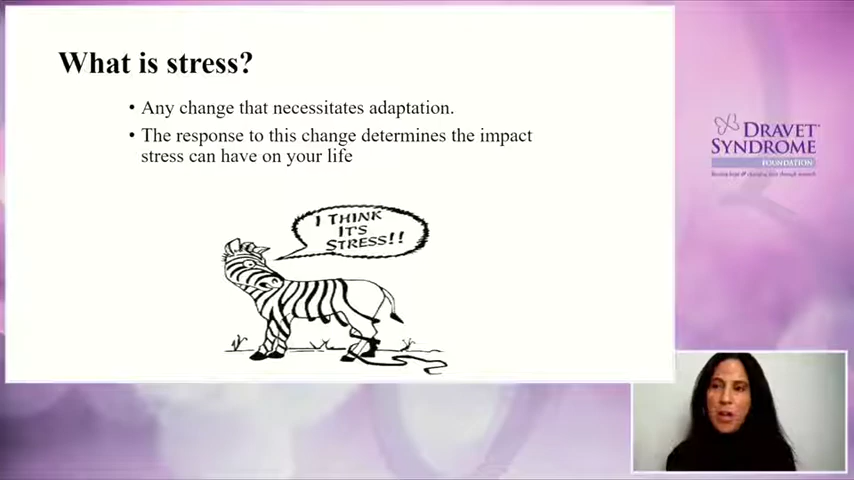 What is stress?
• Any change that necessitates adaptation.
• The response to this change determines the impact
stress can have on your life
I THINK
IT'S
STRESS!!
DRAVET
SYNDROME
FOUNDATION